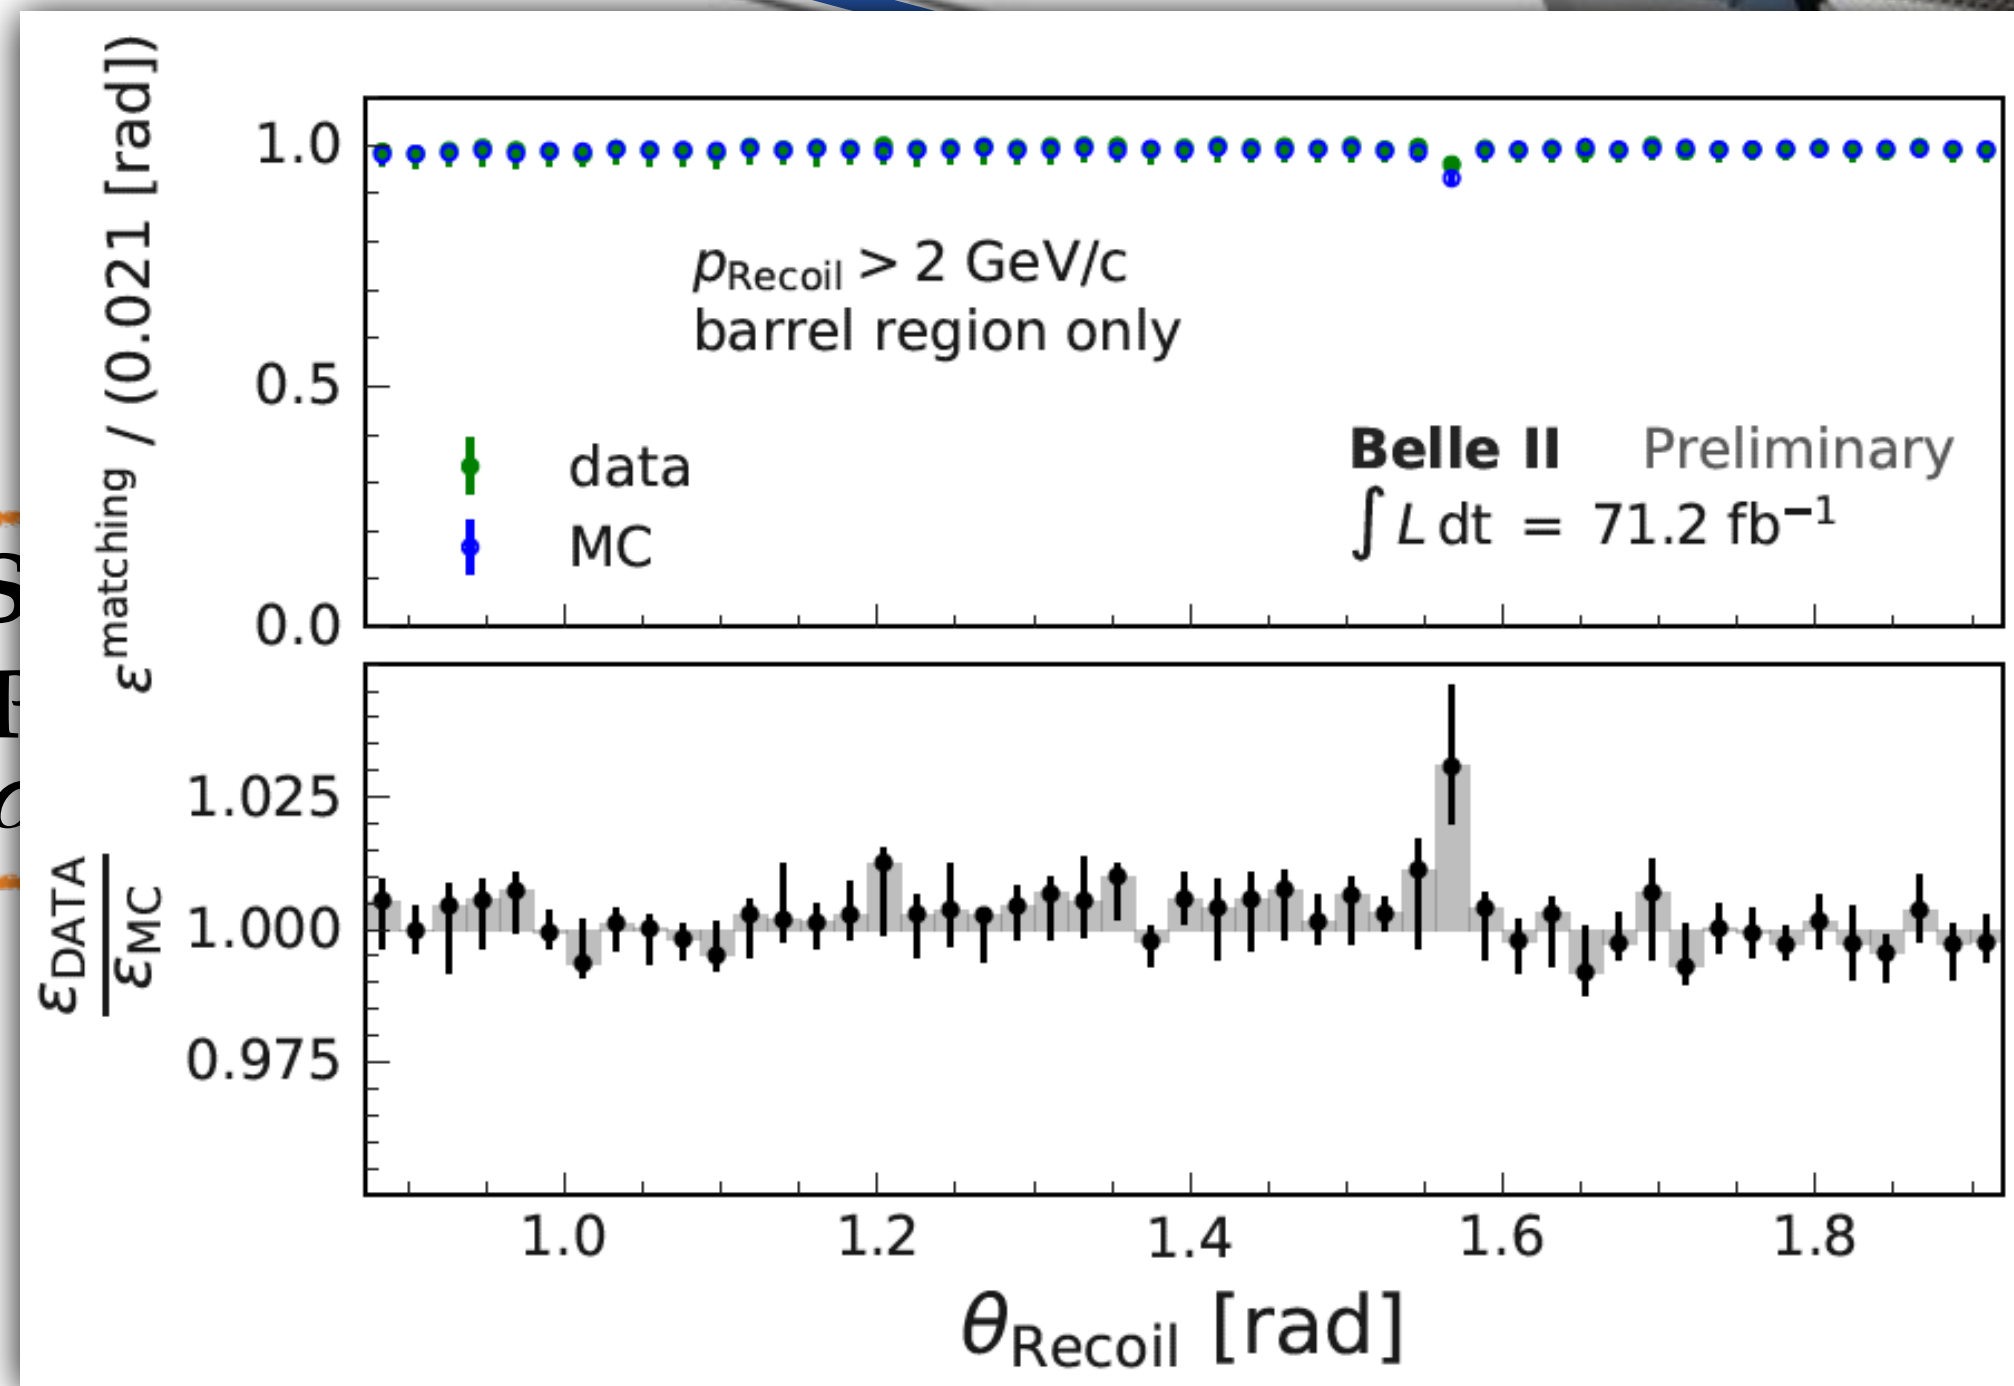 ε^matching / (0.021 [rad])
1.0
0.5
0.0
p_Recoil > 2 GeV/c
barrel region only
data
MC
Belle II Preliminary
∫ L dt = 71.2 fb⁻¹
ε_DATA
ε_MC
1.025
1.000
0.975
1.0 1.2 1.4 1.6 1.8
θ_Recoil [rad]